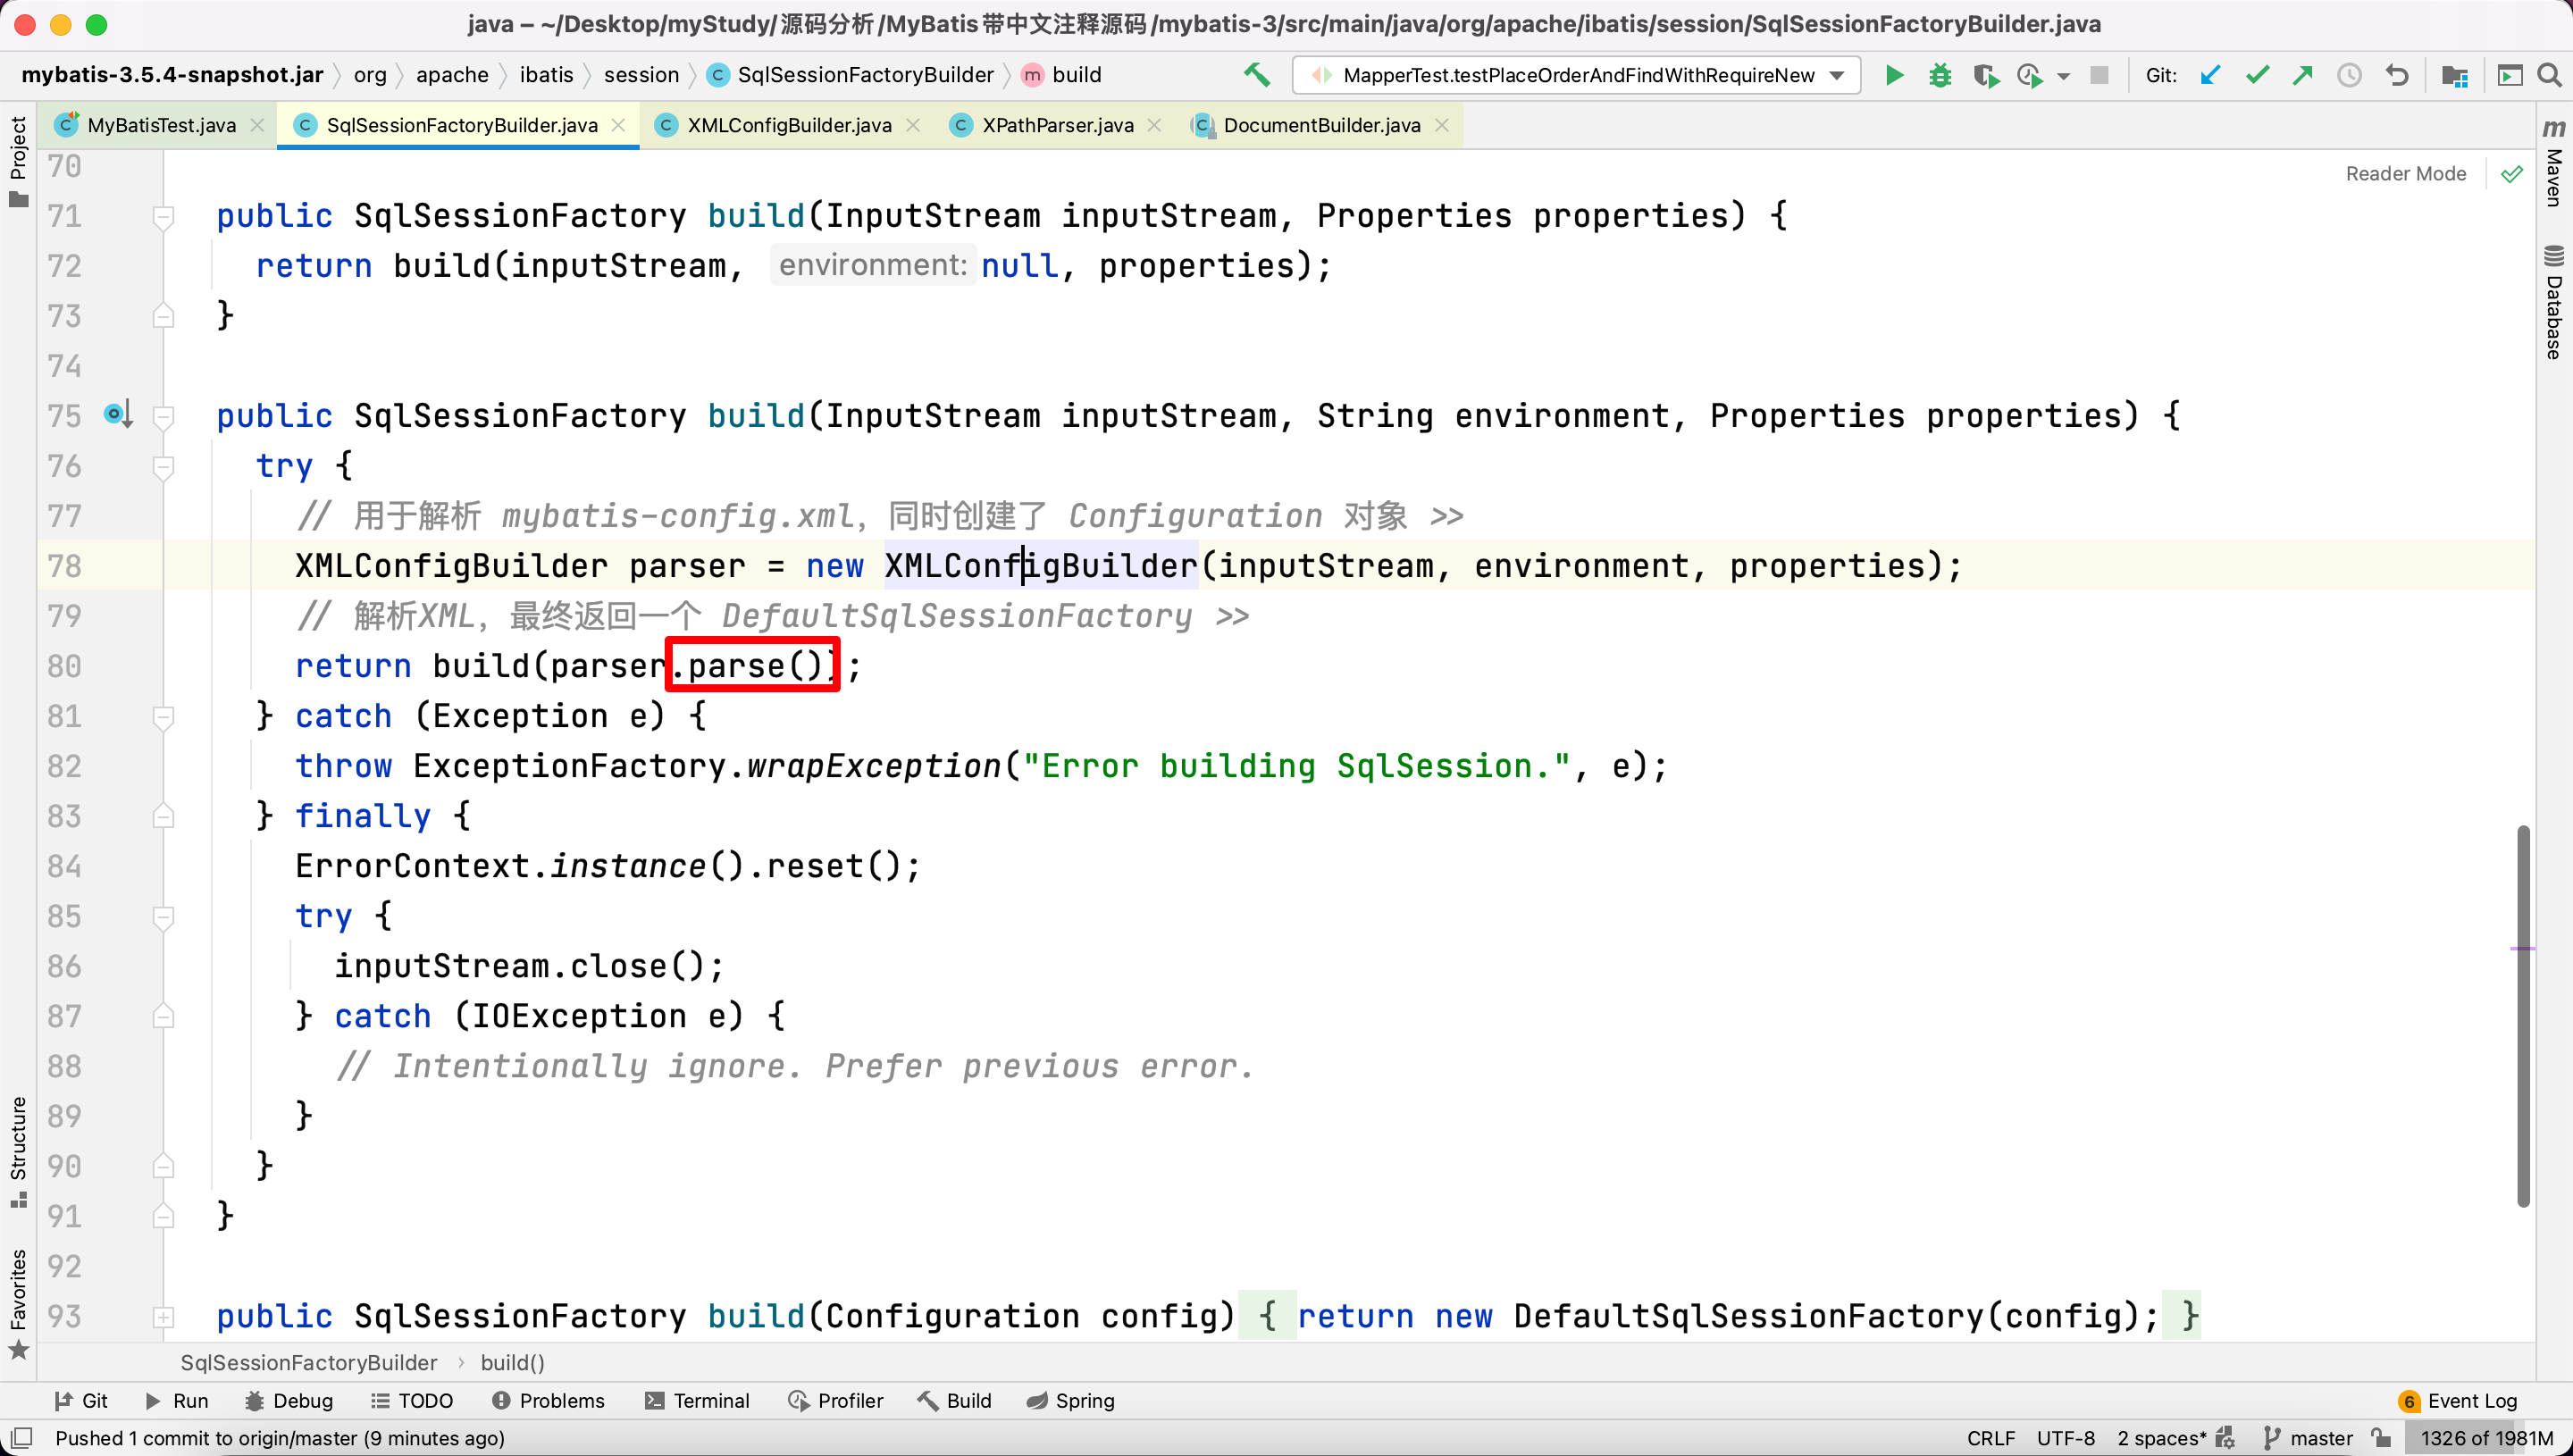 java – ~/Desktop/myStudy/源码分析/MyBatis带中文注释源码/mybatis-3/src/main/java/org/apache/ibatis/session/SqlSessionFactoryBuilder.java
mybatis-3.5.4-snapshot.jar org apache ibatis session SqlSessionFactoryBuilder build MapperTest.testPlaceOrderAndFindWithRequireNew Git:
MyBatisTest.java SqlSessionFactoryBuilder.java XMLConfigBuilder.java XPathParser.java DocumentBuilder.java
Project
Structure
Favorites
Maven
Database
Reader Mode
70
71 public SqlSessionFactory build(InputStream inputStream, Properties properties) {
72 return build(inputStream, environment: null, properties);
73 }
74
75 public SqlSessionFactory build(InputStream inputStream, String environment, Properties properties) {
76 try {
77 // 用于解析 mybatis-config.xml，同时创建了 Configuration 对象 >>
78 XMLConfigBuilder parser = new XMLConfigBuilder(inputStream, environment, properties);
79 // 解析XML，最终返回一个 DefaultSqlSessionFactory >>
80 return build(parser.parse());
81 } catch (Exception e) {
82 throw ExceptionFactory.wrapException("Error building SqlSession.", e);
83 } finally {
84 ErrorContext.instance().reset();
85 try {
86 inputStream.close();
87 } catch (IOException e) {
88 // Intentionally ignore. Prefer previous error.
89 }
90 }
91 }
92
93 public SqlSessionFactory build(Configuration config) { return new DefaultSqlSessionFactory(config); }
SqlSessionFactoryBuilder › build()
Git Run Debug TODO Problems Terminal Profiler Build Spring 6 Event Log
Pushed 1 commit to origin/master (9 minutes ago) CRLF UTF-8 2 spaces* master 1326 of 1981M